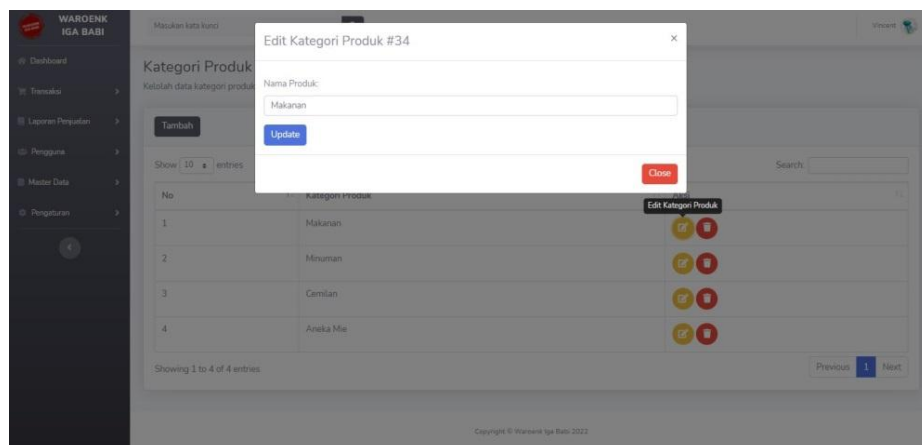 WAROENK
IGA BABI
Masukan kata kunci
Vincent
Edit Kategori Produk #34
×
Dashboard
Transaksi
Laporan Penjualan
Pengguna
Master Data
Pengaturan
Kategori Produk
Kelolah data kategori produk
Nama Produk:
Makanan
Update
Close
Tambah
Show 10 entries
Search:
No
Kategori Produk
Aksi
Edit Kategori Produk
1
Makanan
2
Minuman
3
Cemilan
4
Aneka Mie
Showing 1 to 4 of 4 entries
Previous 1 Next
Copyright © Waroenk Iga Babi 2022